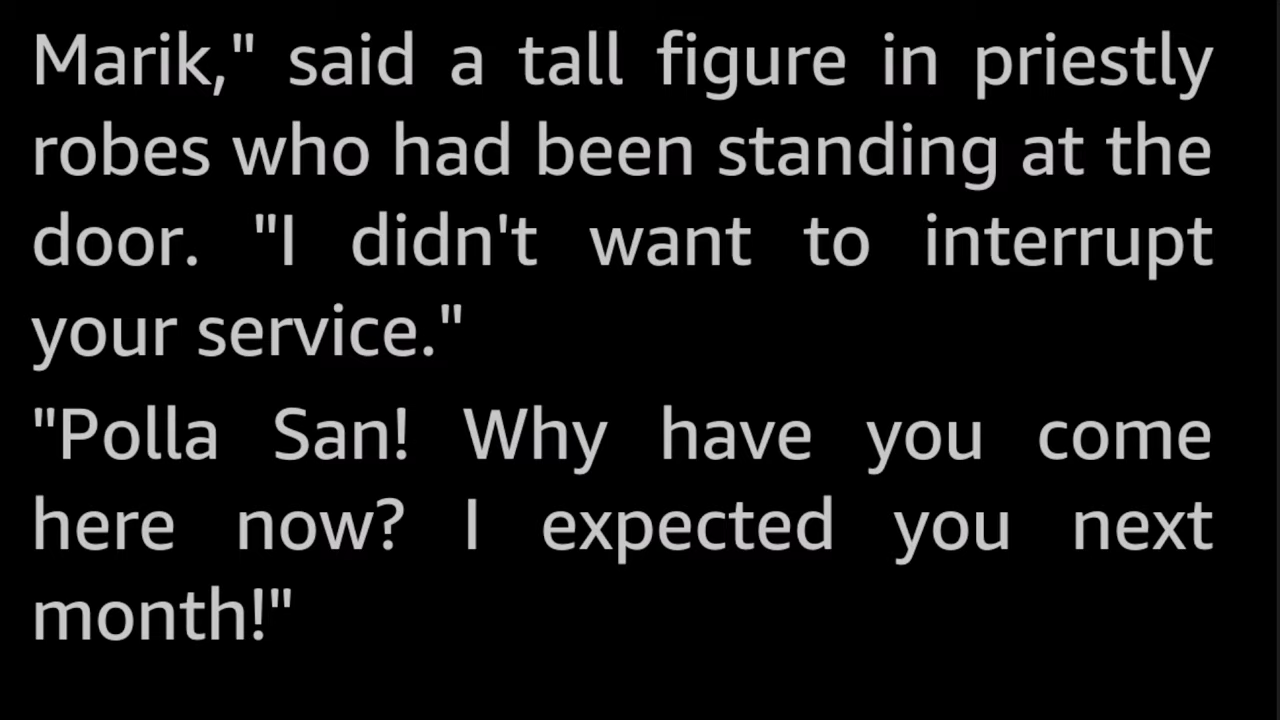 Marik," said a tall figure in priestly
robes who had been standing at the
door. "I didn't want to interrupt
your service."
"Polla San! Why have you come
here now? I expected you next
month!"